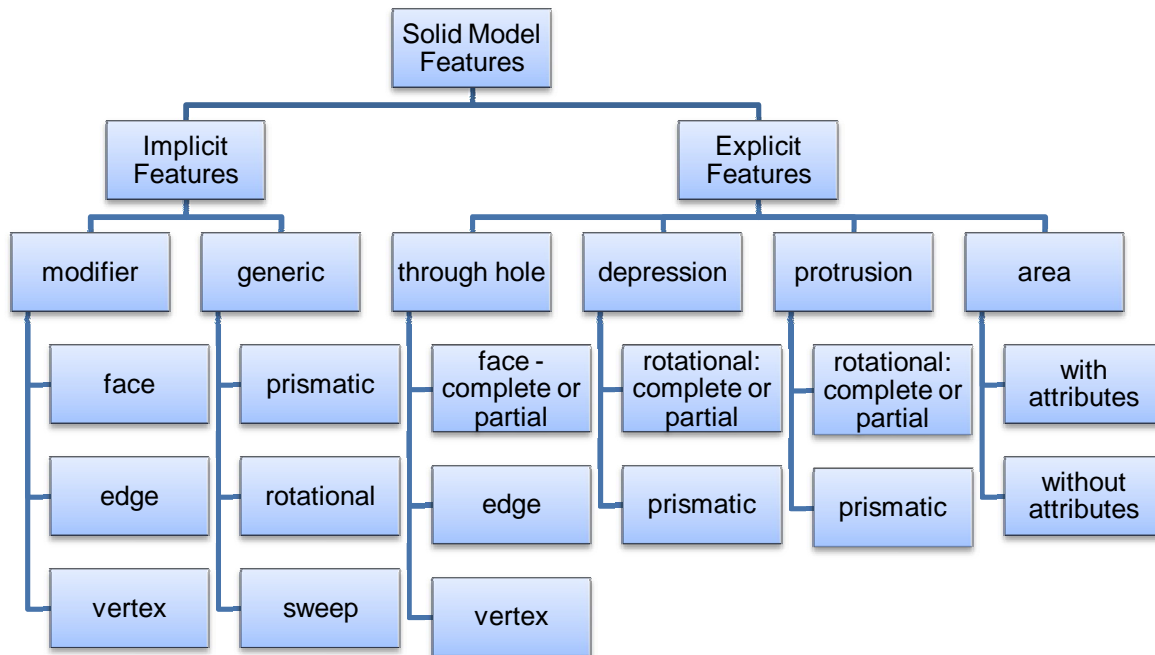 Solid Model
Features
Implicit
Features
Explicit
Features
modifier
generic
through hole
depression
protrusion
area
face
edge
vertex
prismatic
rotational
sweep
face -
complete or
partial
edge
vertex
rotational:
complete or
partial
prismatic
rotational:
complete or
partial
prismatic
with
attributes
without
attributes